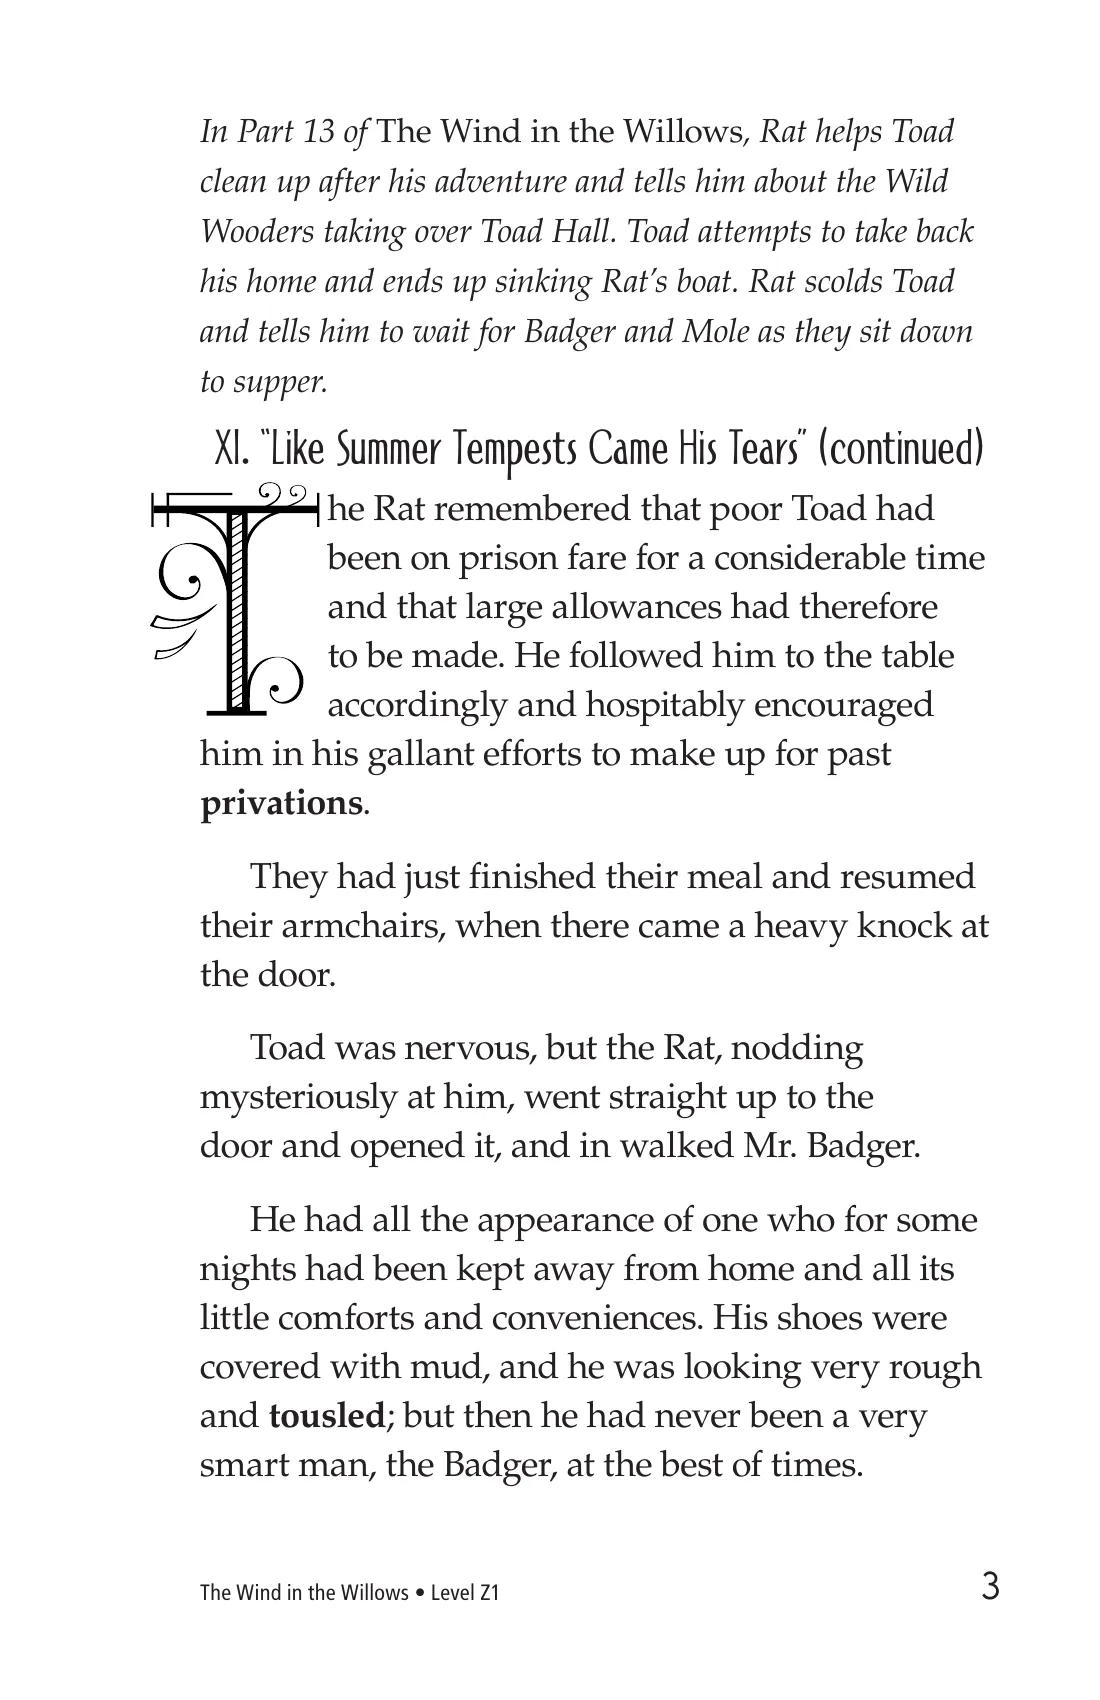 In Part 13 of The Wind in the Willows, Rat helps Toad
clean up after his adventure and tells him about the Wild
Wooders taking over Toad Hall. Toad attempts to take back
his home and ends up sinking Rat’s boat. Rat scolds Toad
and tells him to wait for Badger and Mole as they sit down
to supper.
XI. “Like Summer Tempests Came His Tears” (continued)
The Rat remembered that poor Toad had
been on prison fare for a considerable time
and that large allowances had therefore
to be made. He followed him to the table
accordingly and hospitably encouraged
him in his gallant efforts to make up for past
privations.
They had just finished their meal and resumed
their armchairs, when there came a heavy knock at
the door.
Toad was nervous, but the Rat, nodding
mysteriously at him, went straight up to the
door and opened it, and in walked Mr. Badger.
He had all the appearance of one who for some
nights had been kept away from home and all its
little comforts and conveniences. His shoes were
covered with mud, and he was looking very rough
and tousled; but then he had never been a very
smart man, the Badger, at the best of times.
The Wind in the Willows • Level Z1
3